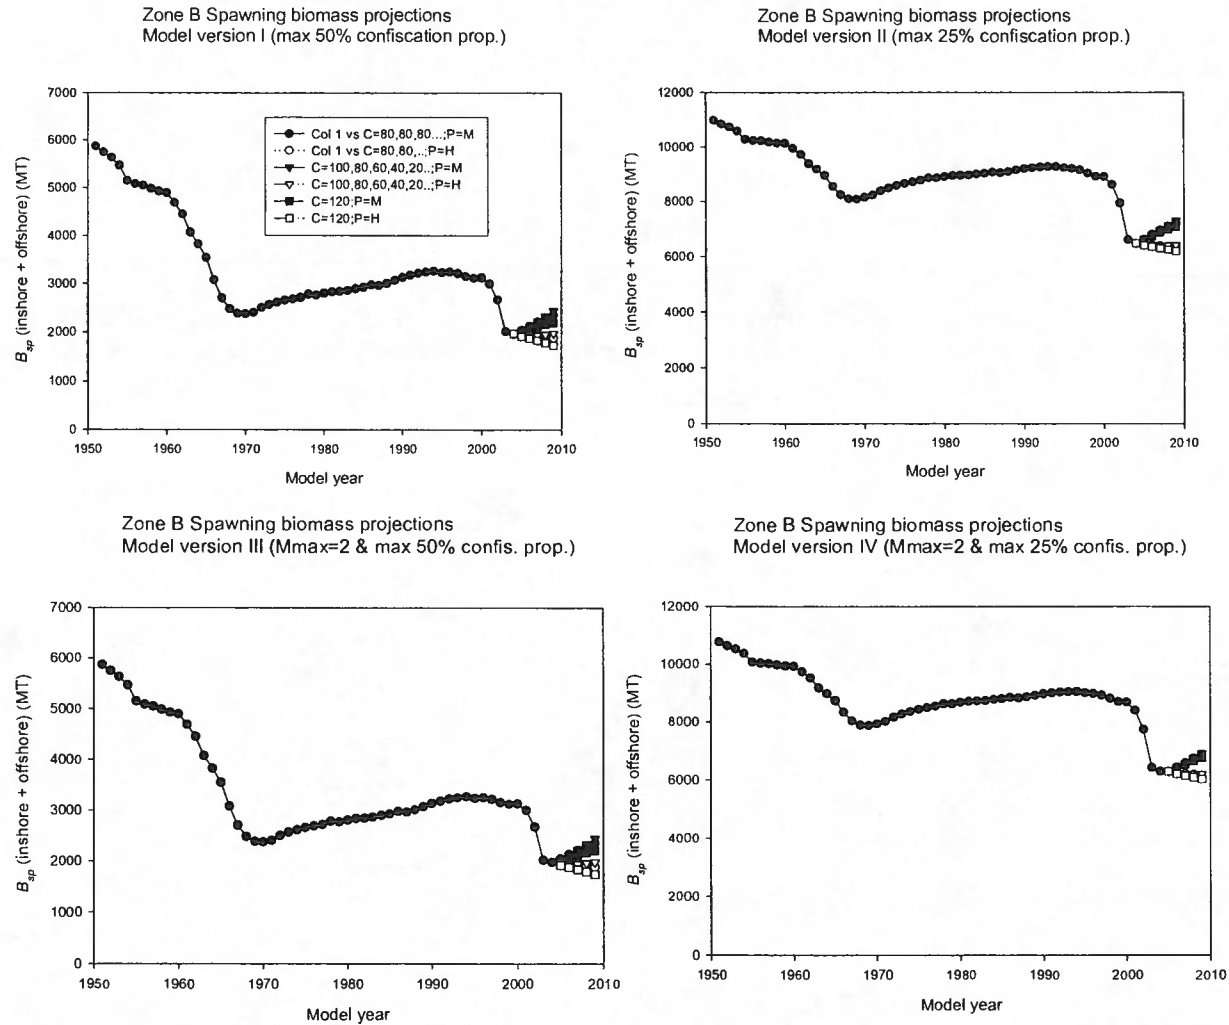 Zone B Spawning biomass projections
Model version I (max 50% confiscation prop.)
7000
6000
5000
4000
3000
2000
1000
0
B_sp (inshore + offshore) (MT)
Col 1 vs C=80,80,80...;P=M
Col 1 vs C=80,80,..;P=H
C=100,80,60,40,20..;P=M
C=100,80,60,40,20..;P=H
C=120;P=M
C=120;P=H
1950 1960 1970 1980 1990 2000 2010
Model year
Zone B Spawning biomass projections
Model version II (max 25% confiscation prop.)
12000
10000
8000
6000
4000
2000
0
B_sp (inshore + offshore) (MT)
1950 1960 1970 1980 1990 2000 2010
Model year
Zone B Spawning biomass projections
Model version III (Mmax=2 & max 50% confis. prop.)
7000
6000
5000
4000
3000
2000
1000
0
B_sp (inshore + offshore) (MT)
1950 1960 1970 1980 1990 2000 2010
Model year
Zone B Spawning biomass projections
Model version IV (Mmax=2 & max 25% confis. prop.)
12000
10000
8000
6000
4000
2000
0
B_sp (inshore + offshore) (MT)
1950 1960 1970 1980 1990 2000 2010
Model year